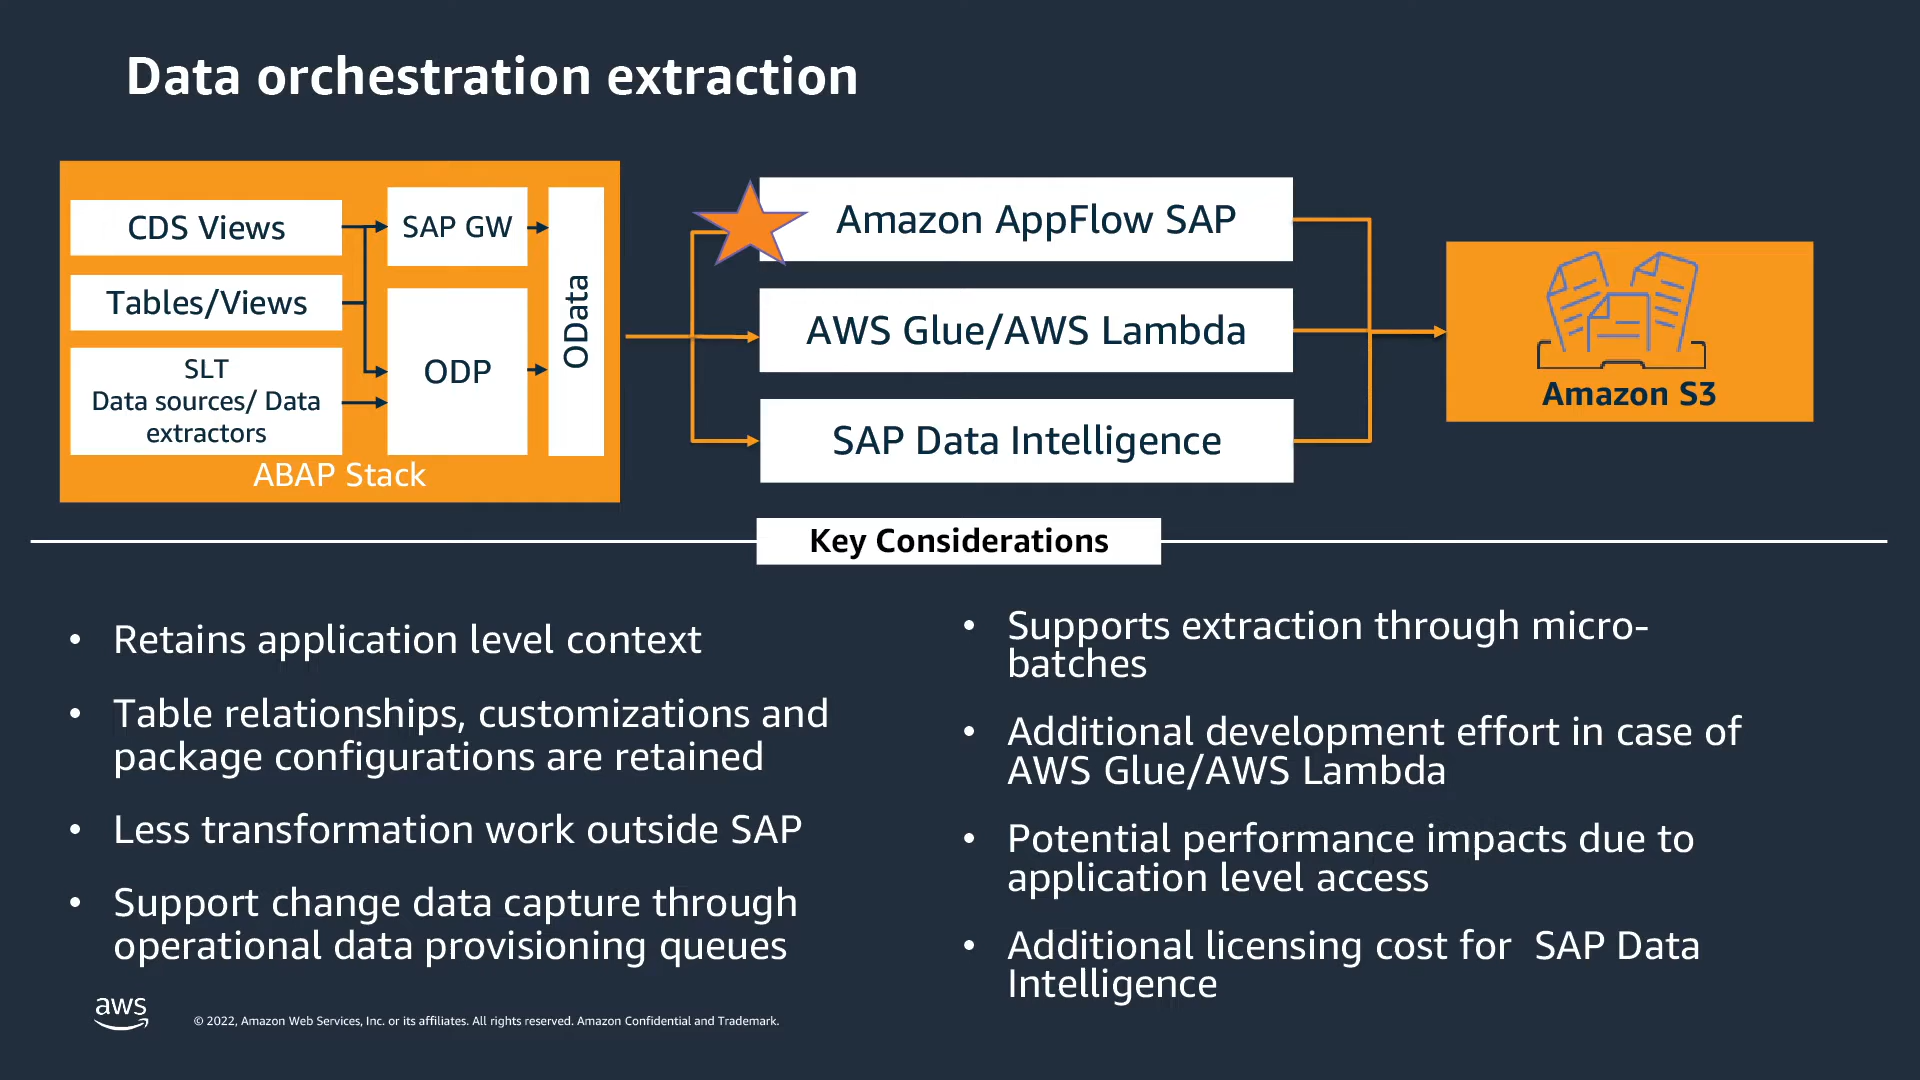 Data orchestration extraction
CDS Views
Tables/Views
SLT
Data sources/ Data
extractors
SAP GW
ODP
OData
ABAP Stack
Amazon AppFlow SAP
AWS Glue/AWS Lambda
SAP Data Intelligence
Amazon S3
Key Considerations
• Retains application level context
• Table relationships, customizations and
package configurations are retained
• Less transformation work outside SAP
• Support change data capture through
operational data provisioning queues
• Supports extraction through micro-
batches
• Additional development effort in case of
AWS Glue/AWS Lambda
• Potential performance impacts due to
application level access
• Additional licensing cost for  SAP Data
Intelligence
aws
© 2022, Amazon Web Services, Inc. or its affiliates. All rights reserved. Amazon Confidential and Trademark.